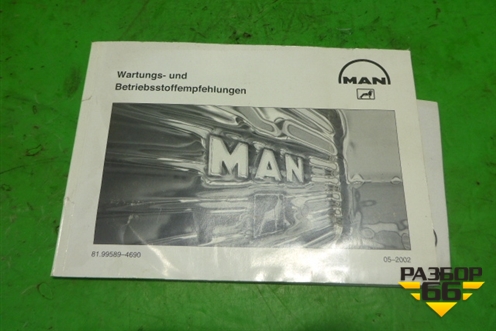 Wartungs- und
Betriebsstoffempfehlungen
MAN
MAN
81.99589-4690
05-2002
РАЗБОР
66